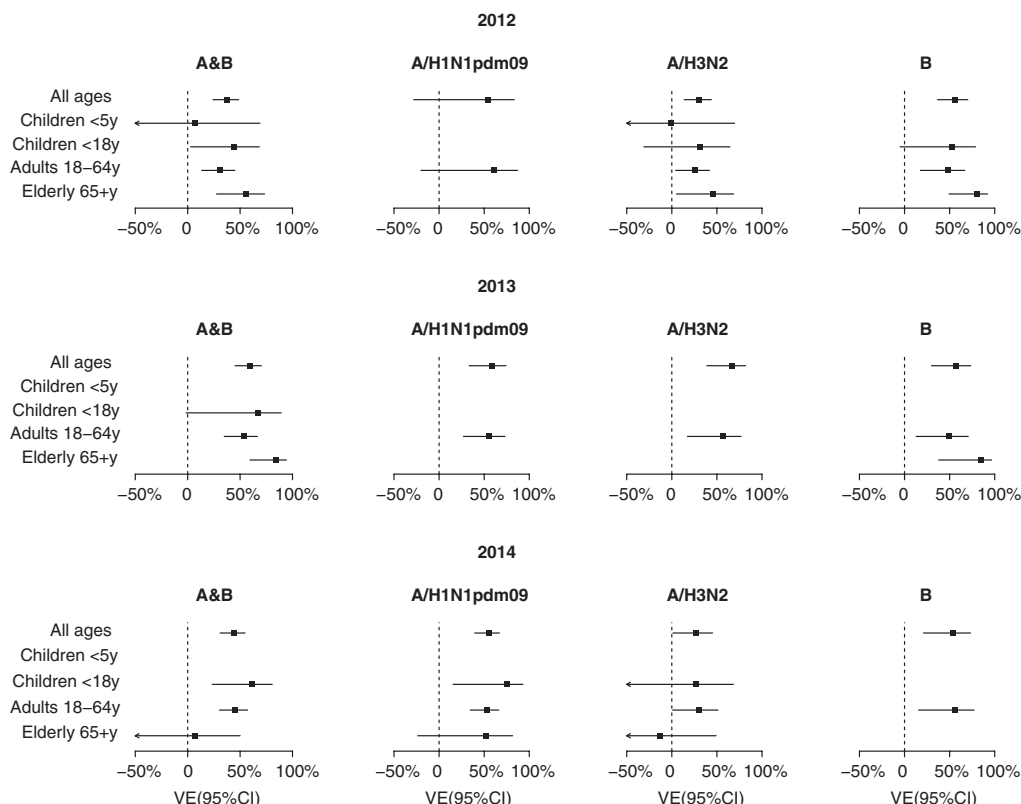 2012
A&B A/H1N1pdm09 A/H3N2 B
All ages
Children <5y
Children <18y
Adults 18–64y
Elderly 65+y
–50% 0 50% 100% –50% 0 50% 100% –50% 0 50% 100% –50% 0 50% 100%
2013
A&B A/H1N1pdm09 A/H3N2 B
All ages
Children <5y
Children <18y
Adults 18–64y
Elderly 65+y
–50% 0 50% 100% –50% 0 50% 100% –50% 0 50% 100% –50% 0 50% 100%
2014
A&B A/H1N1pdm09 A/H3N2 B
All ages
Children <5y
Children <18y
Adults 18–64y
Elderly 65+y
–50% 0 50% 100% –50% 0 50% 100% –50% 0 50% 100% –50% 0 50% 100%
VE(95%CI) VE(95%CI) VE(95%CI) VE(95%CI)